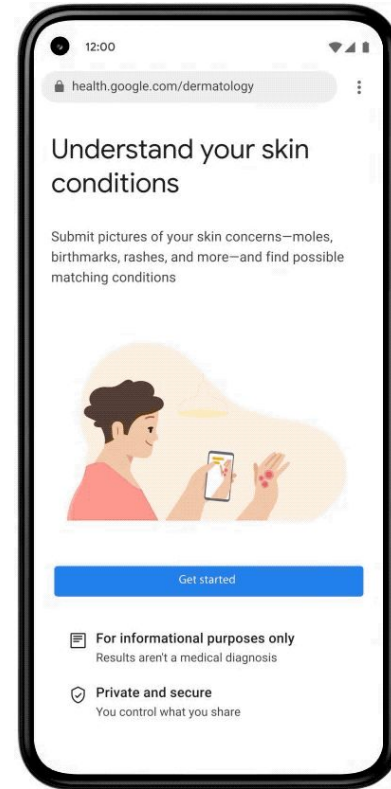 12:00
health.google.com/dermatology
Understand your skin
conditions
Submit pictures of your skin concerns—moles,
birthmarks, rashes, and more—and find possible
matching conditions
Get started
For informational purposes only
Results aren't a medical diagnosis
Private and secure
You control what you share